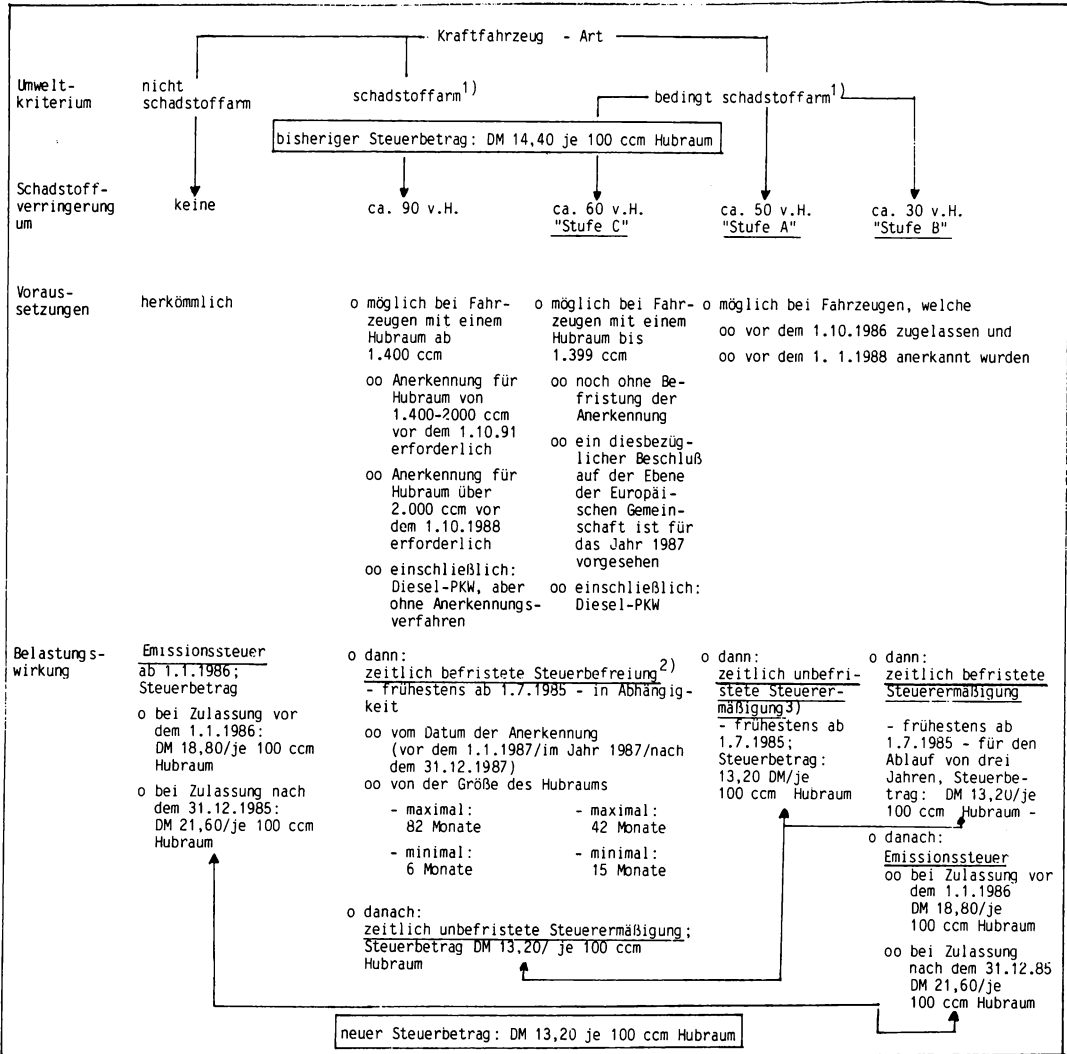 Kraftfahrzeug - Art
Umwelt-
kriterium
nicht
schadstoffarm
schadstoffarm1)
bedingt schadstoffarm1)
bisheriger Steuerbetrag: DM 14,40 je 100 ccm Hubraum
Schadstoff-
verringerung
um
keine
ca. 90 v.H.
ca. 60 v.H.
"Stufe C"
ca. 50 v.H.
"Stufe A"
ca. 30 v.H.
"Stufe B"
Voraus-
setzungen
herkömmlich
o möglich bei Fahr-
zeugen mit einem
Hubraum ab
1.400 ccm
oo Anerkennung für
Hubraum von
1.400-2000 ccm
vor dem 1.10.91
erforderlich
oo Anerkennung für
Hubraum über
2.000 ccm vor
dem 1.10.1988
erforderlich
oo einschließlich:
Diesel-PKW, aber
ohne Anerkennungs-
verfahren
o möglich bei Fahr-
zeugen mit einem
Hubraum bis
1.399 ccm
oo noch ohne Be-
fristung der
Anerkennung
oo ein diesbezüg-
licher Beschluß
auf der Ebene
der Europäi-
schen Gemein-
schaft ist für
das Jahr 1987
vorgesehen
oo einschließlich:
Diesel-PKW
o möglich bei Fahrzeugen, welche
oo vor dem 1.10.1986 zugelassen und
oo vor dem 1. 1.1988 anerkannt wurden
Belastungs-
wirkung
Emissionssteuer
ab 1.1.1986;
Steuerbetrag
o bei Zulassung vor
dem 1.1.1986:
DM 18,80/je 100 ccm
Hubraum
o bei Zulassung nach
dem 31.12.1985:
DM 21,60/je 100 ccm
Hubraum
o dann:
zeitlich befristete Steuerbefreiung2)
- frühestens ab 1.7.1985 - in Abhängig-
keit
oo vom Datum der Anerkennung
(vor dem 1.1.1987/im Jahr 1987/nach
dem 31.12.1987)
oo von der Größe des Hubraums
- maximal:
82 Monate
- minimal:
6 Monate
- maximal:
42 Monate
- minimal:
15 Monate
o danach:
zeitlich unbefristete Steuerermäßigung;
Steuerbetrag DM 13,20/ je 100 ccm
Hubraum
o dann:
zeitlich unbefri-
stete Steuerer-
mäßigung3)
- frühestens ab
1.7.1985;
Steuerbetrag:
13,20 DM/je
100 ccm Hubraum
o dann:
zeitlich befristete
Steuerermäßigung
- frühestens ab
1.7.1985 - für den
Ablauf von drei
Jahren, Steuerbe-
trag: DM 13,20/je
100 ccm Hubraum -
o danach:
Emissionssteuer
oo bei Zulassung vor
dem 1.1.1986
DM 18,80/je
100 ccm Hubraum
oo bei Zulassung
nach dem 31.12.85
DM 21,60/je
100 ccm Hubraum
neuer Steuerbetrag: DM 13,20 je 100 ccm Hubraum